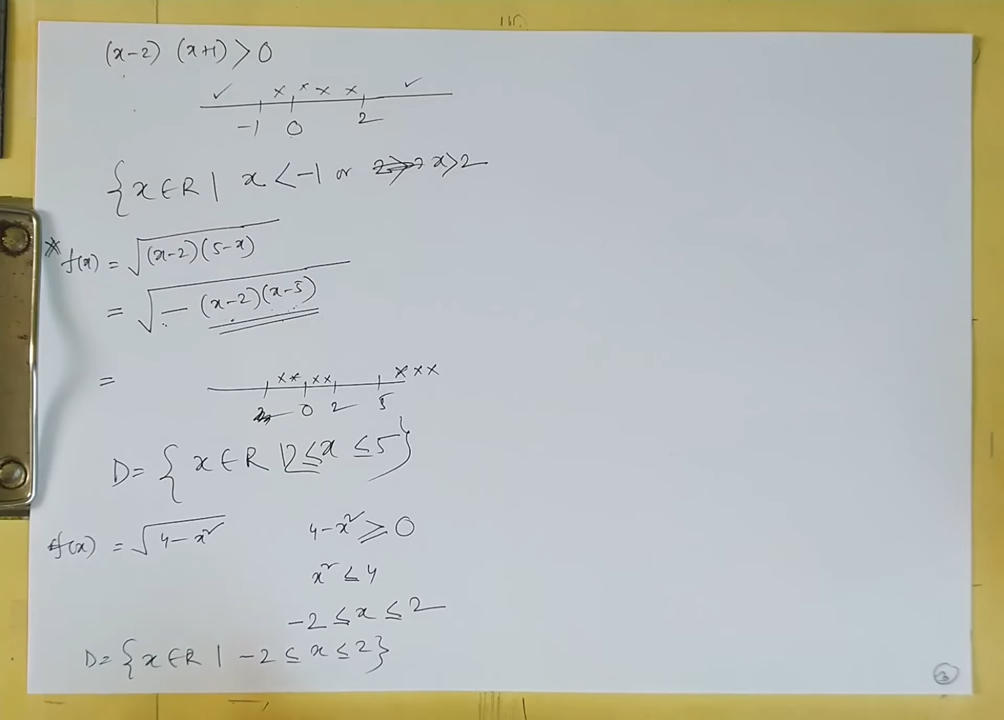 (x-2) (x+1) > 0
✓ × × × × ✓
-1 0 2
{x ∈ R | x < -1 or x > 2
* f(x) = √(x-2)(5-x)
= √-(x-2)(x-5)
=
×× ×× ×××
0 2 5
D = {x ∈ R | 2 ≤ x ≤ 5}
f(x) = √4-x² 4-x² ≥ 0
x² ≤ 4
-2 ≤ x ≤ 2
D = {x ∈ R | -2 ≤ x ≤ 2}
3